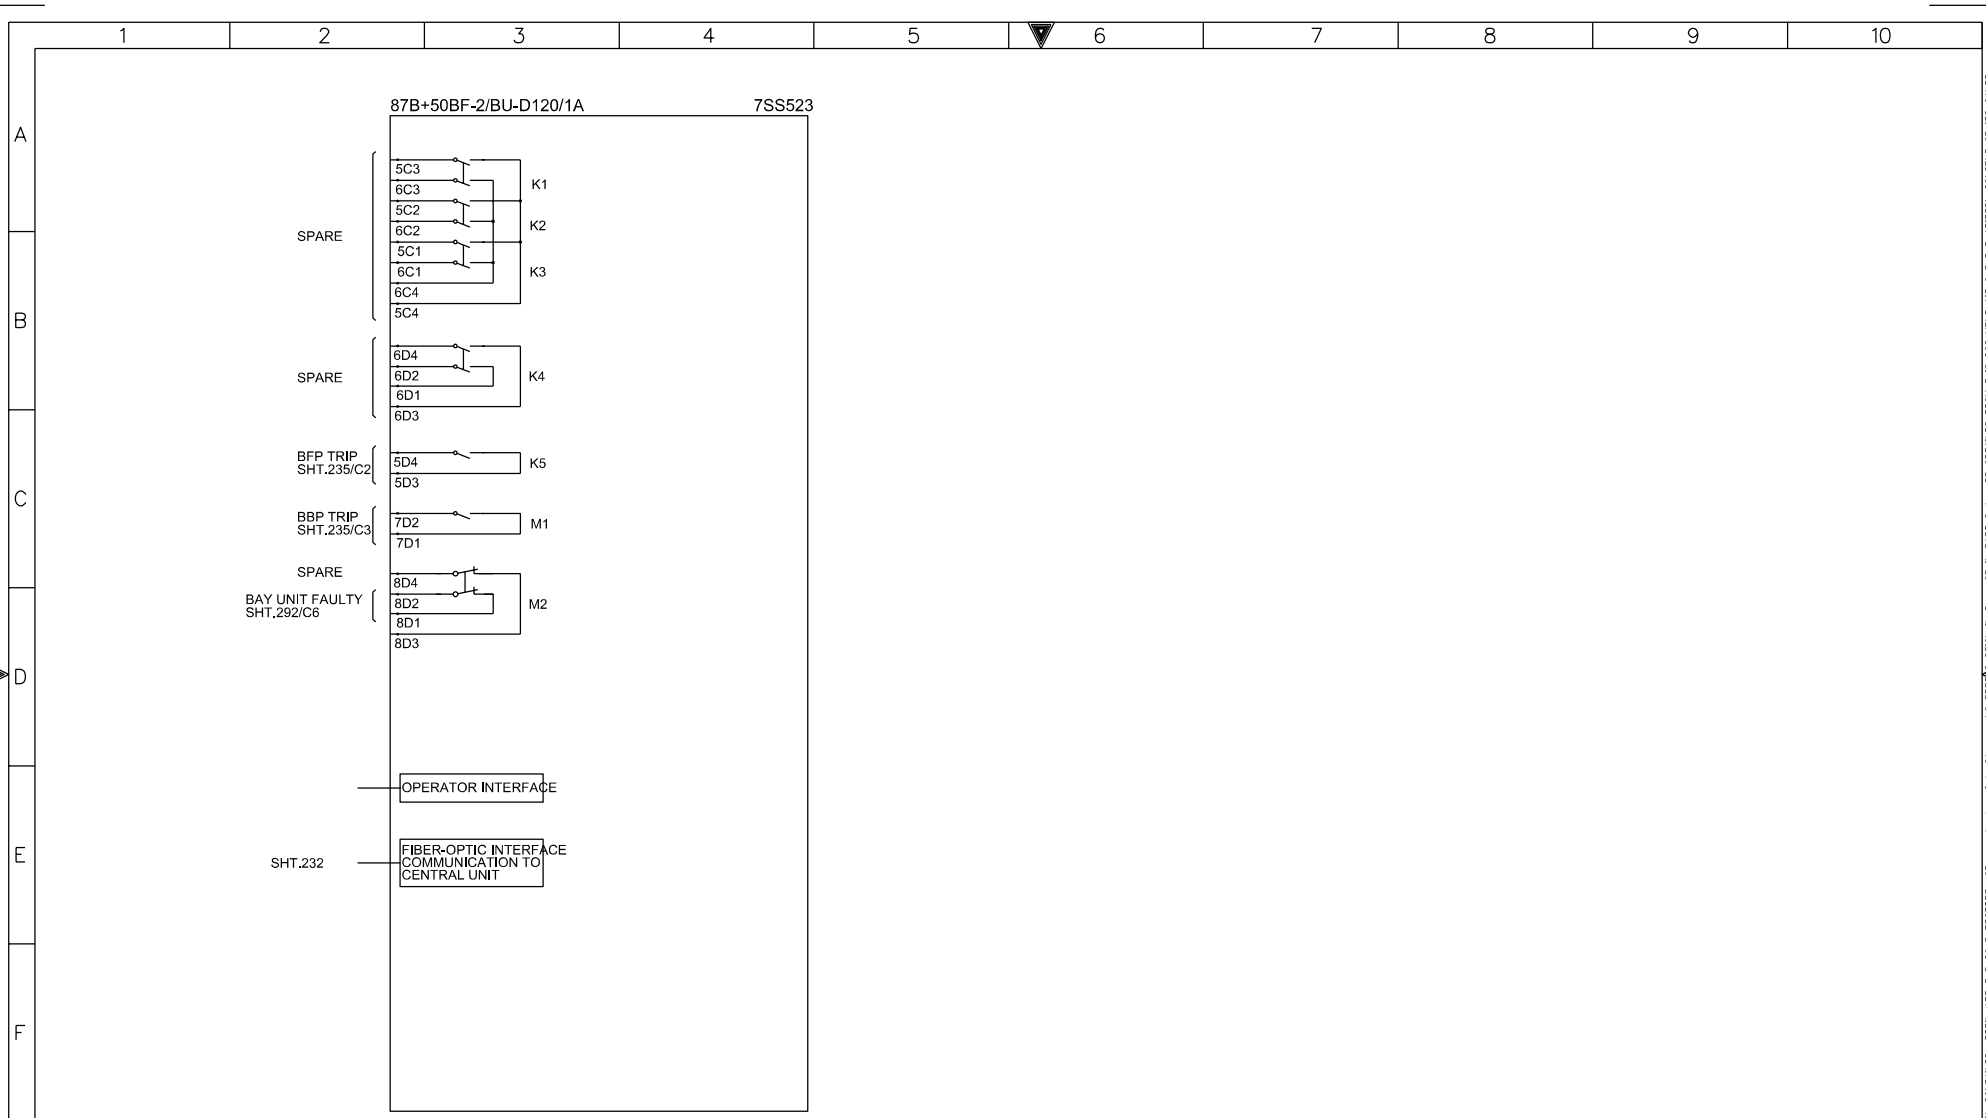 1 2 3 4 5 6 7 8 9 10
87B+50BF-2/BU-D120/1A 7SS523
A
5C3
6C3
K1
5C2
6C2
K2
SPARE
5C1
6C1
K3
6C4
5C4
B
6D4
6D2
SPARE
K4
6D1
6D3
BFP TRIP
SHT.235/C2
5D4
K5
5D3
C
BBP TRIP
SHT.235/C3
7D2
M1
7D1
SPARE
8D4
BAY UNIT FAULTY
SHT.292/C6
8D2
M2
8D1
8D3
D
OPERATOR INTERFACE
E
SHT.232
FIBER-OPTIC INTERFACE
COMMUNICATION TO
CENTRAL UNIT
F